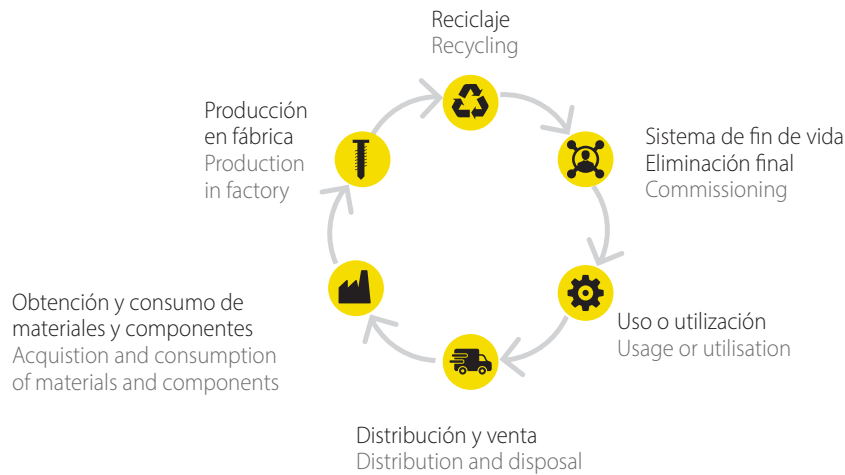 Reciclaje
Recycling
Producción
en fábrica
Production
in factory
Sistema de fin de vida
Eliminación final
Commissioning
Obtención y consumo de
materiales y componentes
Acquistion and consumption
of materials and components
Uso o utilización
Usage or utilisation
Distribución y venta
Distribution and disposal